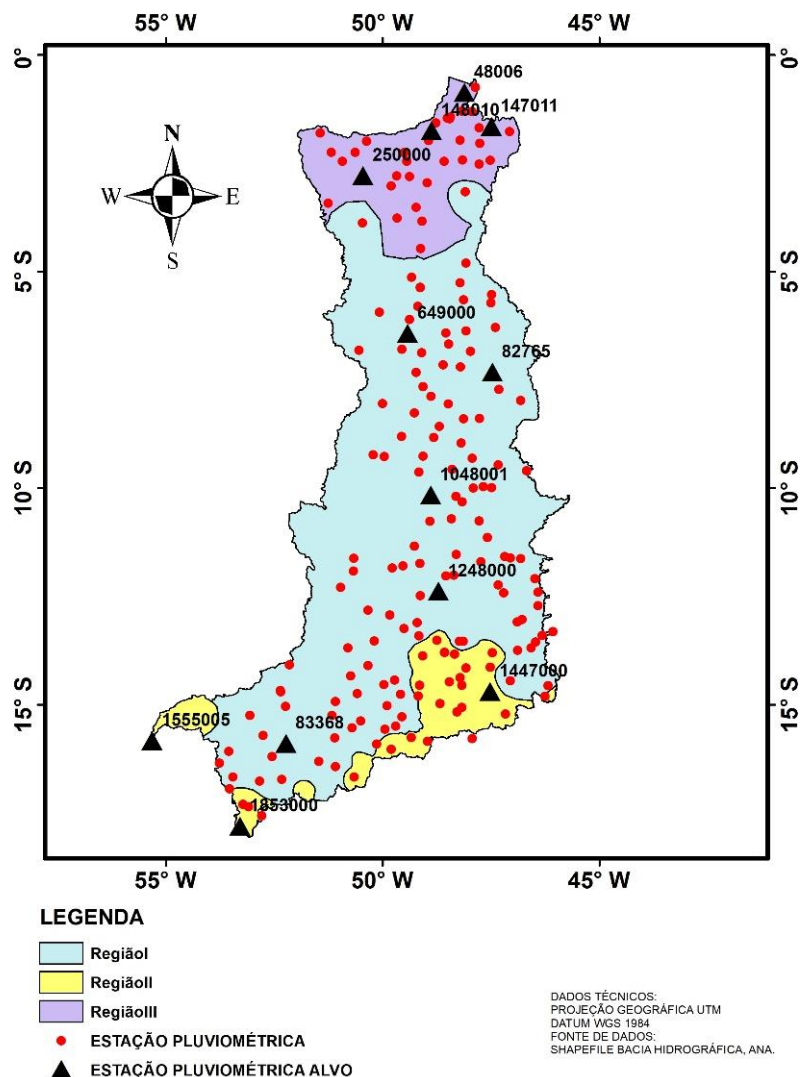 55° W 50° W 45° W
0° 0°
48006
148010 147011
N
250000
W E
S
5°S 5°S
649000
82765
10°S 10°S
1048001
1248000
1447000
15°S 15°S
1555005 83368
1853000
55° W 50° W 45° W
LEGENDA
RegiãoI
RegiãoII
RegiãoIII
ESTAÇÃO PLUVIOMÉTRICA
ESTAÇÃO PLUVIOMÉTRICA ALVO
DADOS TÉCNICOS:
PROJEÇÃO GEOGRÁFICA UTM
DATUM WGS 1984
FONTE DE DADOS:
SHAPEFILE BACIA HIDROGRÁFICA, ANA.